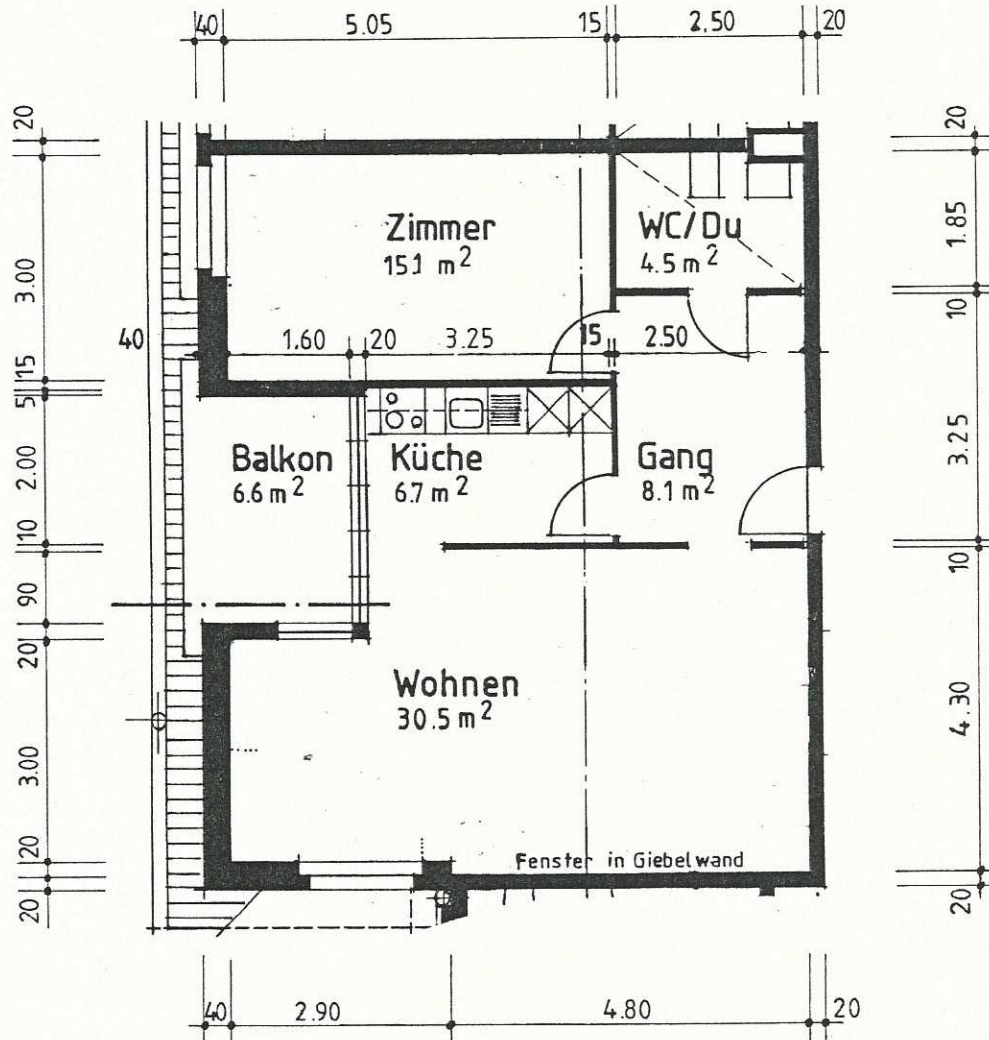 40 5.05 15 2.50 20
20
3.00
15
5
2.00
10
90
20
3.00
20
20
20
1.85
10
3.25
10
4.30
20
Zimmer
15.1 m²
WC/Du
4.5 m²
40 1.60 20 3.25 15 2.50
Balkon
6.6 m²
Küche
6.7 m²
Gang
8.1 m²
Wohnen
30.5 m²
Fenster in Giebelwand
40 2.90 4.80 20